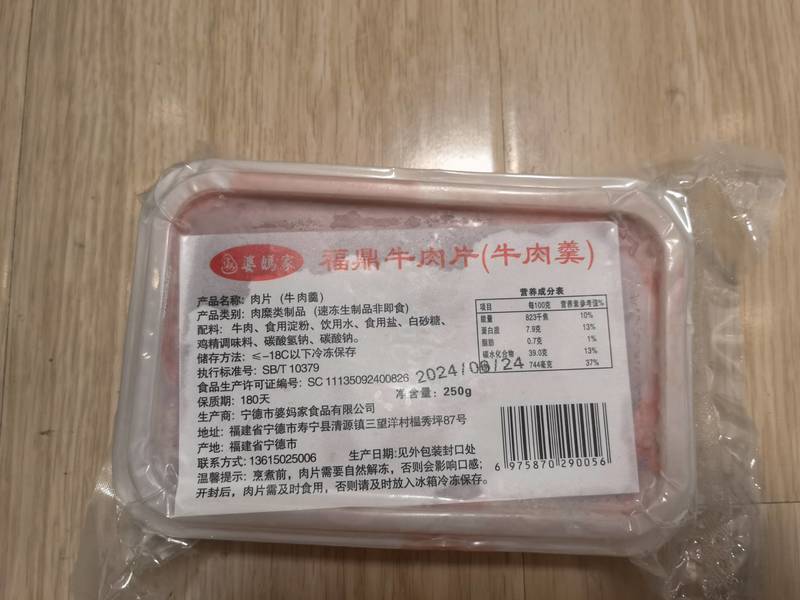 婆妈家
福鼎牛肉片(牛肉羹)
产品名称: 肉片 (牛肉羹)
产品类别: 肉糜类制品 (速冻生制品非即食)
配料: 牛肉、食用淀粉、饮用水、食用盐、白砂糖、
鸡精调味料、碳酸氢钠、碳酸钠。
储存方法: ≤-18C以下冷冻保存
执行标准号: SB/T 10379
食品生产许可证编号: SC 11135092400826
2024/08/24
保质期: 180天
净含量: 250g
生产商: 宁德市婆妈家食品有限公司
地址: 福建省宁德市寿宁县清源镇三望洋村榅秀坪87号
产地: 福建省宁德市
联系方式: 13615025006
生产日期:见外包装封口处
温馨提示: 烹煮前, 肉片需要自然解冻, 否则会影响口感;
开封后, 肉片需及时食用, 否则请及时放入冰箱冷冻保存。
营养成分表
项目 每100克 营养素参考值%
能量 823千焦 10%
蛋白质 7.9克 13%
脂肪 0.7克 1%
碳水化合物 39.0克 13%
744毫克 37%
6 975870 290056